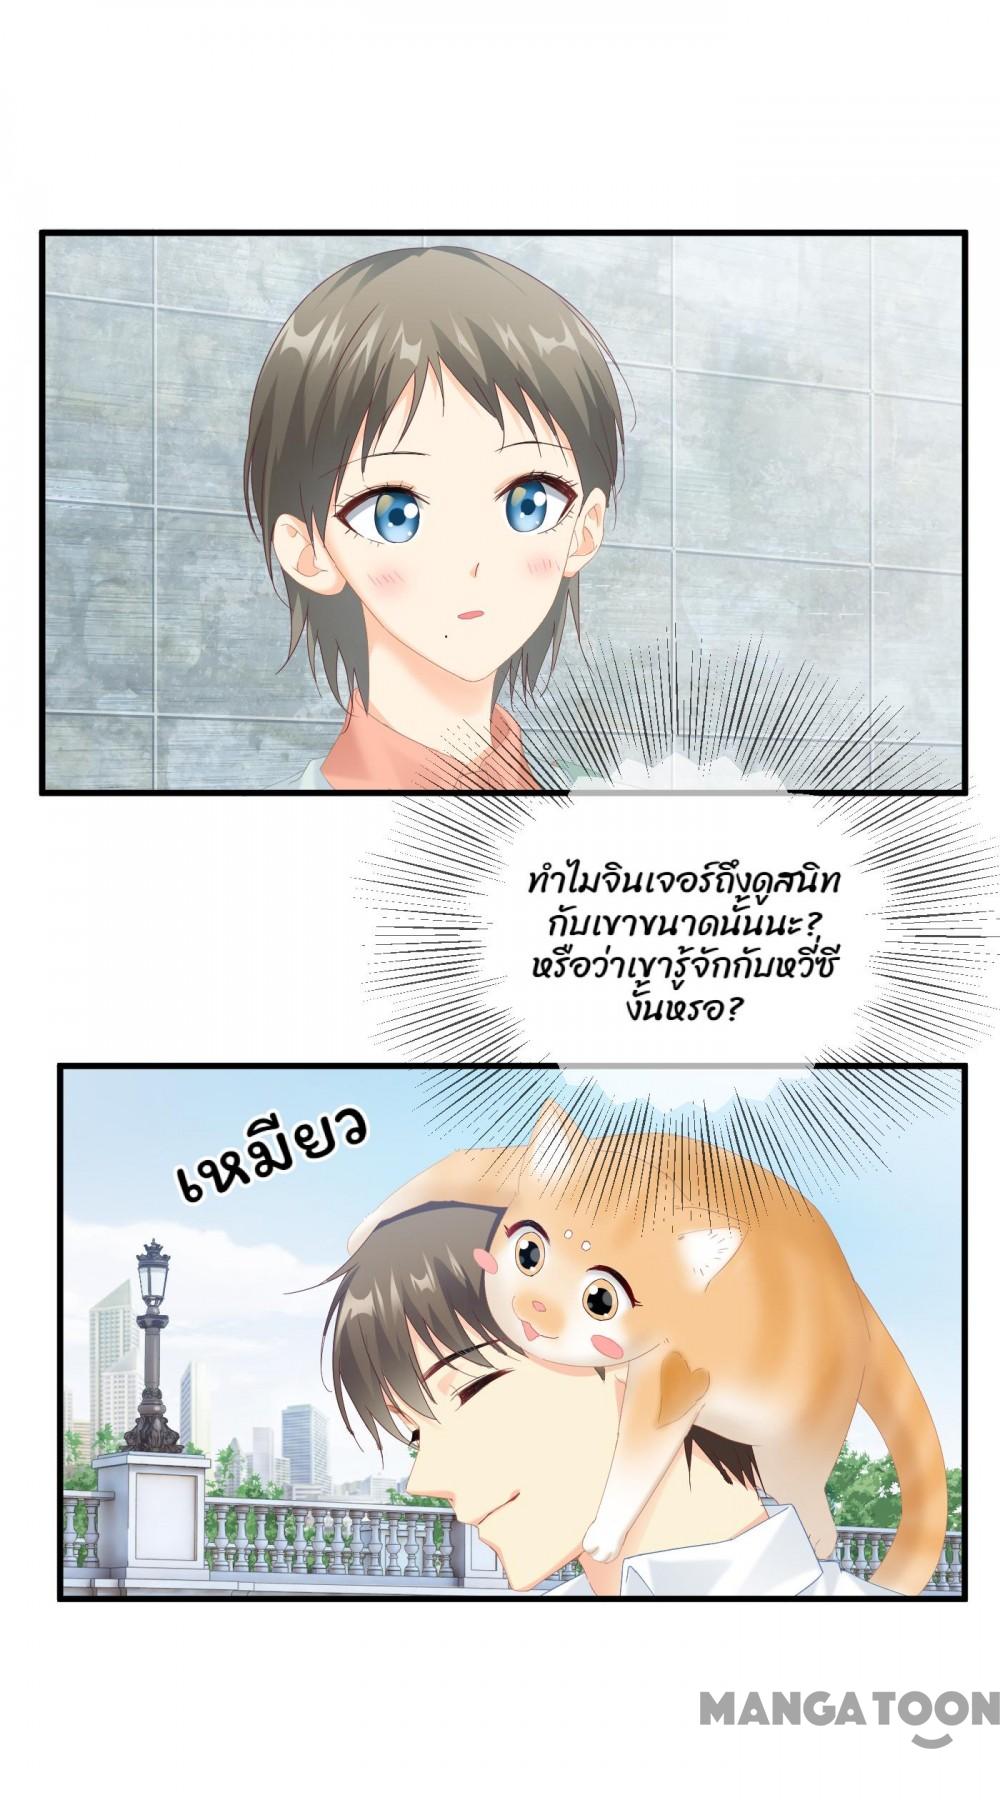 ทำไมจินเจอร์ถึงดูสนิท
กับเขาขนาดนั้นนะ?
หรือว่าเขารู้จักกับหวี่ซี
งั้นหรอ?
เหมียว
MANGATOON